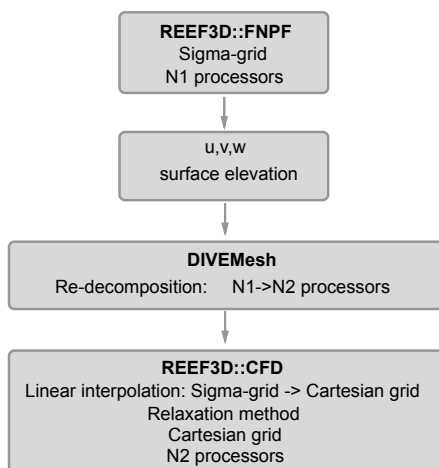 REEF3D::FNPF
Sigma-grid
N1 processors
u,v,w
surface elevation
DIVEMesh
Re-decomposition: N1->N2 processors
REEF3D::CFD
Linear interpolation: Sigma-grid -> Cartesian grid
Relaxation method
Cartesian grid
N2 processors